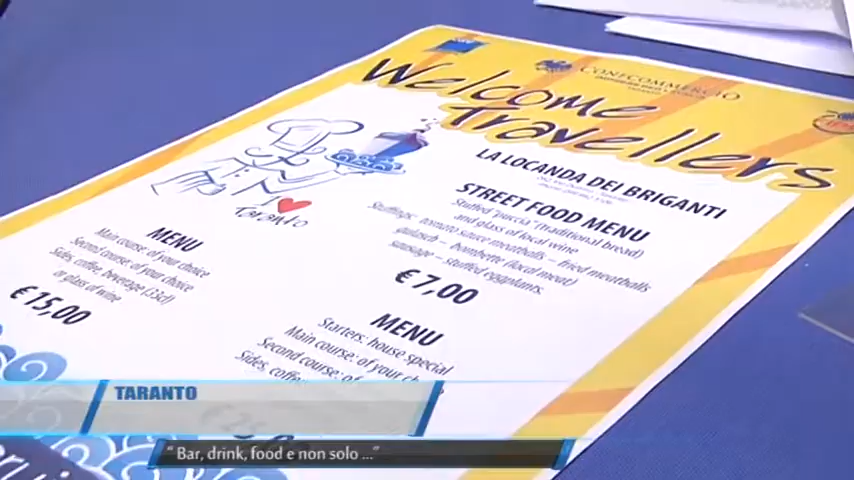 CONFCOMMERCIO
Welcome
travellers
LA LOCANDA DEI BRIGANTI
STREET FOOD MENU
Stuffed "puccia" (traditional bread)
and glass of local wine
Stuffings: tomato sauce meatballs – fried meatballs
gulasch – bombette (local meat)
sausage – stuffed eggplants.
€ 7,00
I
Taranto
MENU
Main course: of your choice
Second course: of your choice
Sides, coffee, beverage (33cl)
or glass of wine
€ 15,00
MENU
Starters: house special
Main course: of your
Second course: of
Sides, coffee,
TARANTO
" Bar, drink, food e non solo ..."